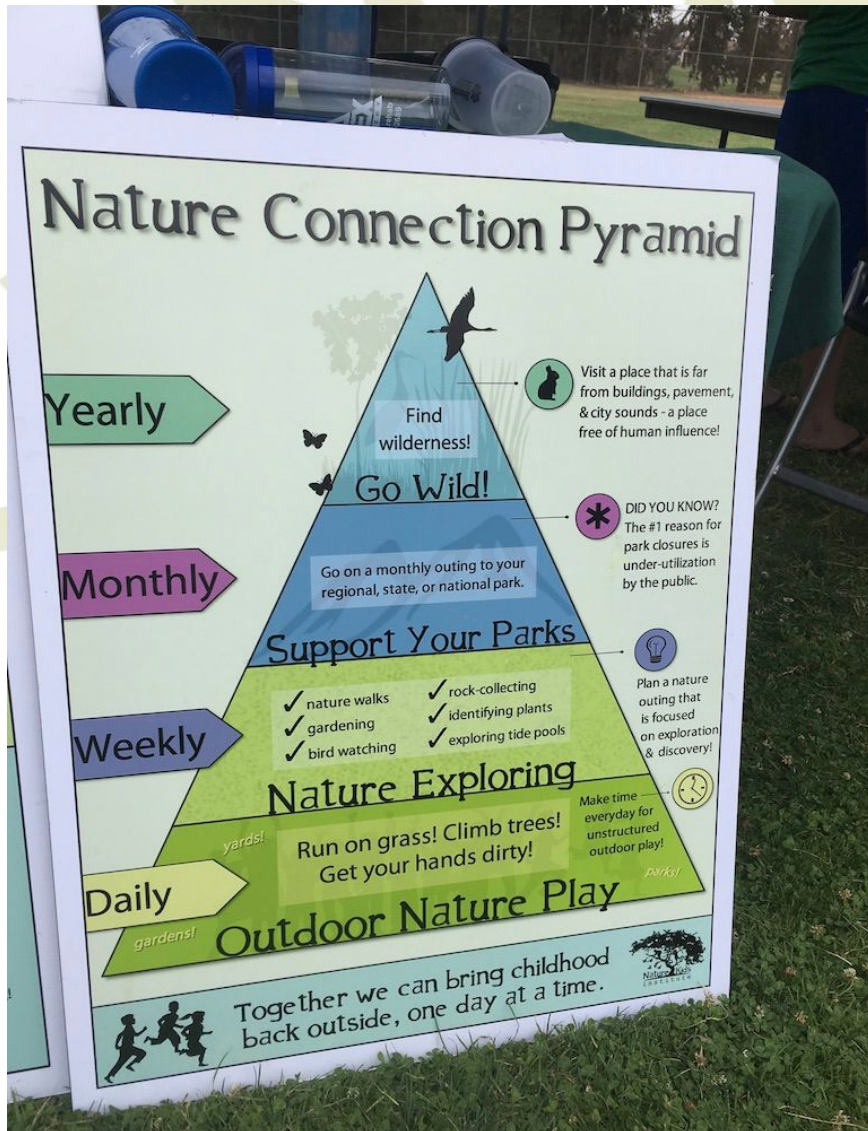 Nature Connection Pyramid
Yearly
Find
wilderness!
Go Wild!
Visit a place that is far
from buildings, pavement,
& city sounds - a place
free of human influence!
Monthly
Go on a monthly outing to your
regional, state, or national park.
Support Your Parks
DID YOU KNOW?
The #1 reason for
park closures is
under-utilization
by the public.
Weekly
✓ nature walks
✓ gardening
✓ bird watching
✓ rock-collecting
✓ identifying plants
✓ exploring tide pools
Nature Exploring
Plan a nature
outing that
is focused
on exploration
& discovery!
Daily
yards!
Run on grass! Climb trees!
Get your hands dirty!
gardens!
Outdoor Nature Play
Make time
everyday for
unstructured
outdoor play!
parks!
Together we can bring childhood
back outside, one day at a time.
Nature Kids
Institute